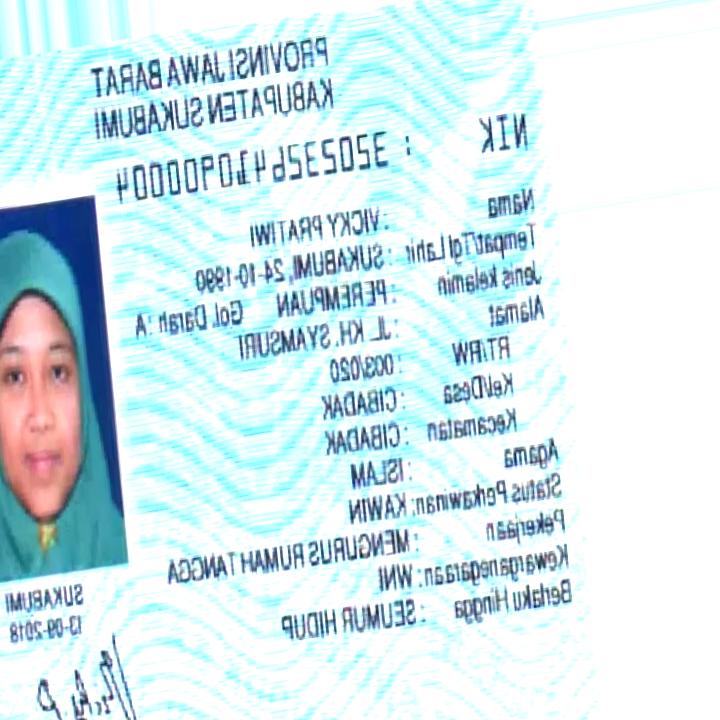 PROVINSI JAWA BARAT
KABUPATEN SUKABUMI
NIK : 3202356410900004
Nama : VICKY PRATIWI
Tempat/Tgl Lahir : SUKABUMI, 24-10-1990
Jenis kelamin : PEREMPUAN Gol. Darah : A
Alamat : JL. KH. SYAMSURI
RT/RW : 003/020
Kel/Desa : CIBADAK
Kecamatan : CIBADAK
Agama : ISLAM
Status Perkawinan: KAWIN
Pekerjaan : MENGURUS RUMAH TANGGA
Kewarganegaraan: WNI
Berlaku Hingga : SEUMUR HIDUP
SUKABUMI
13-09-2018